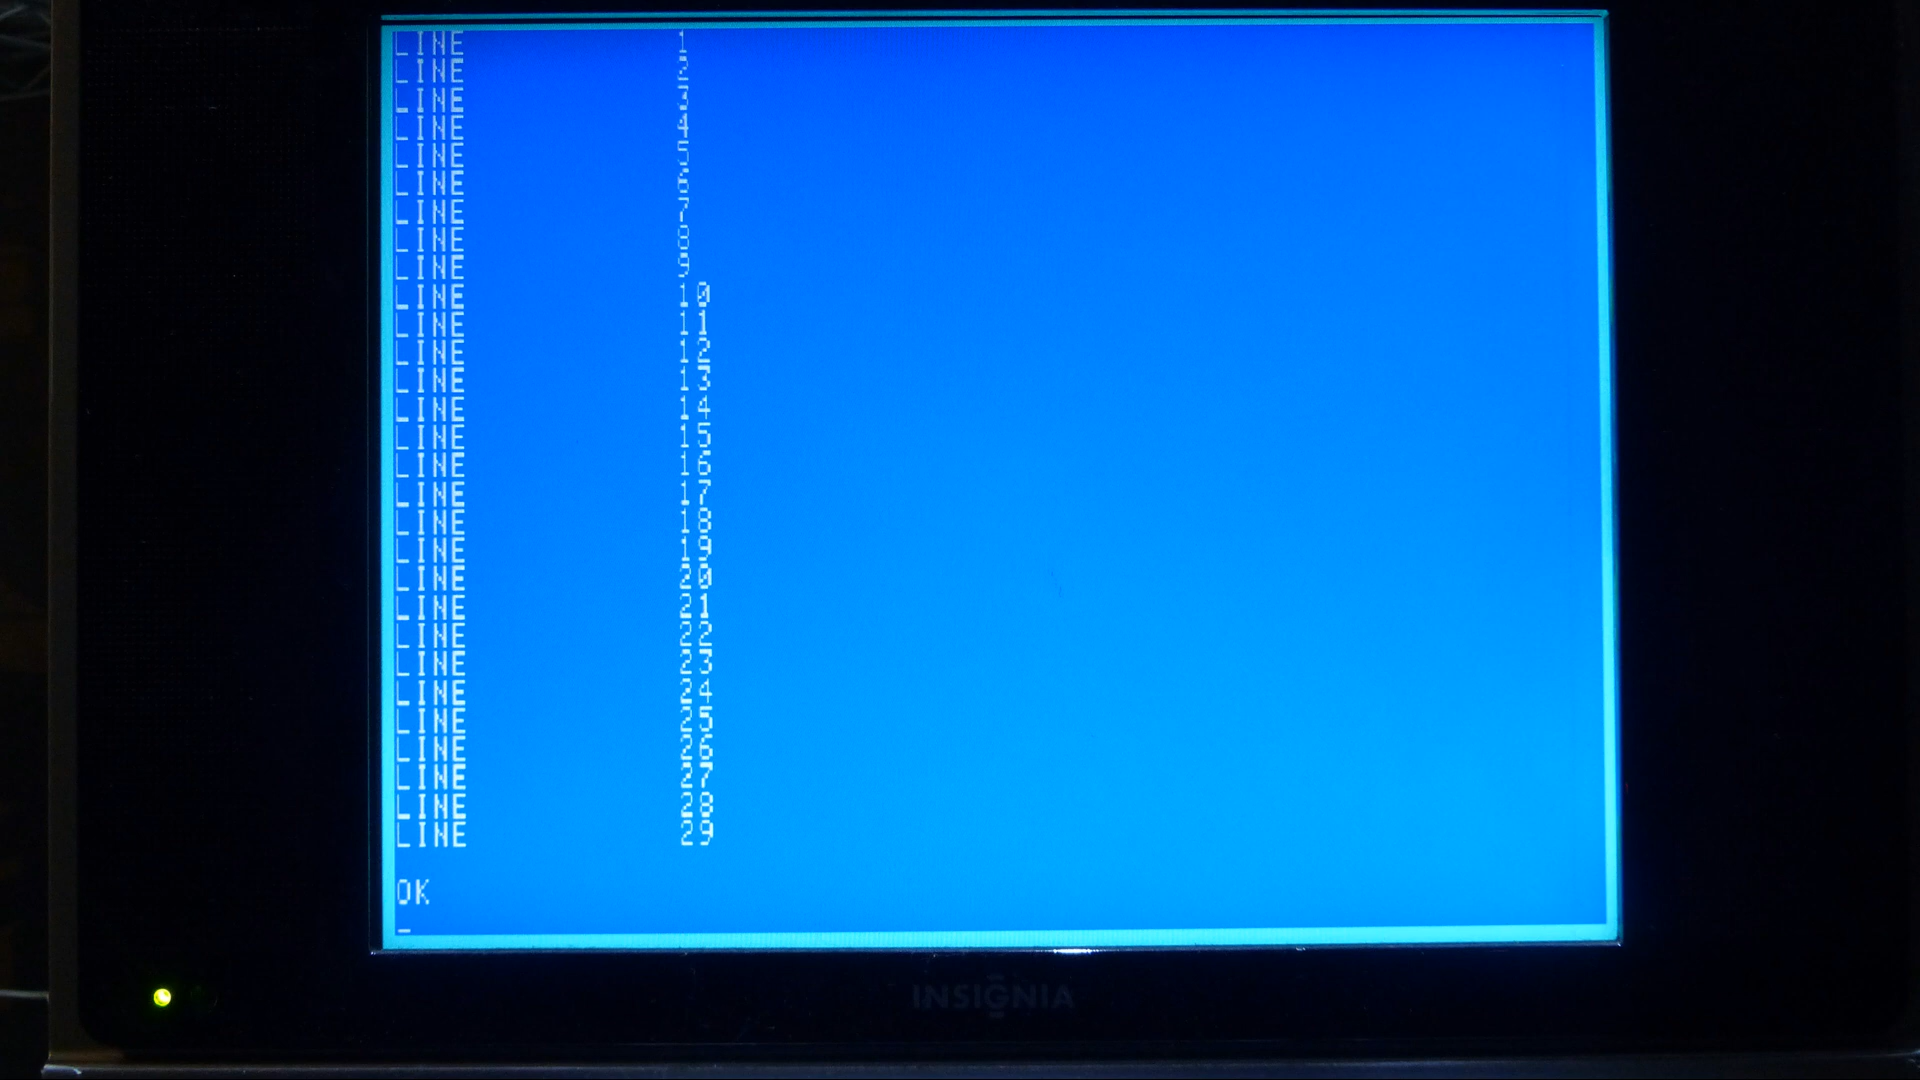 LINE 1
LINE 2
LINE 3
LINE 4
LINE 5
LINE 6
LINE 7
LINE 8
LINE 9
LINE 10
LINE 11
LINE 12
LINE 13
LINE 14
LINE 15
LINE 16
LINE 17
LINE 18
LINE 19
LINE 20
LINE 21
LINE 22
LINE 23
LINE 24
LINE 25
LINE 26
LINE 27
LINE 28
LINE 29
OK
_
INSIGNIA